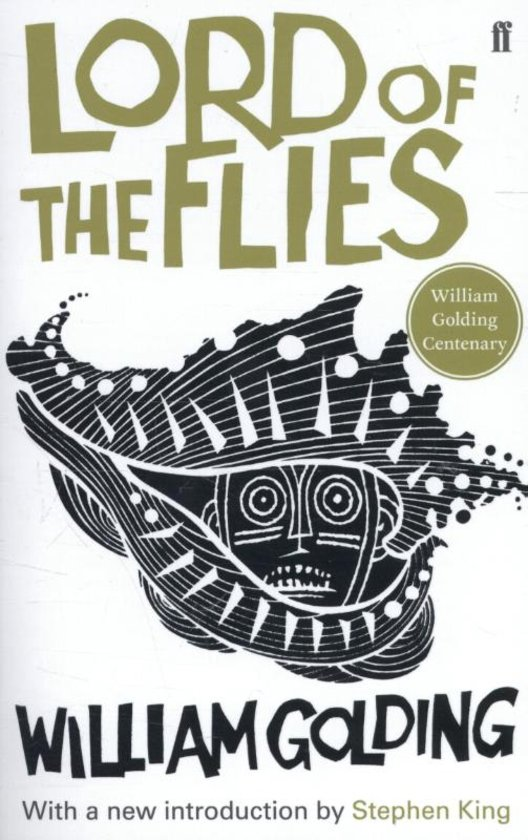 ff
LORD OF
THE FLIES
William
Golding
Centenary
WILLIAM GOLDING
With a new introduction by Stephen King